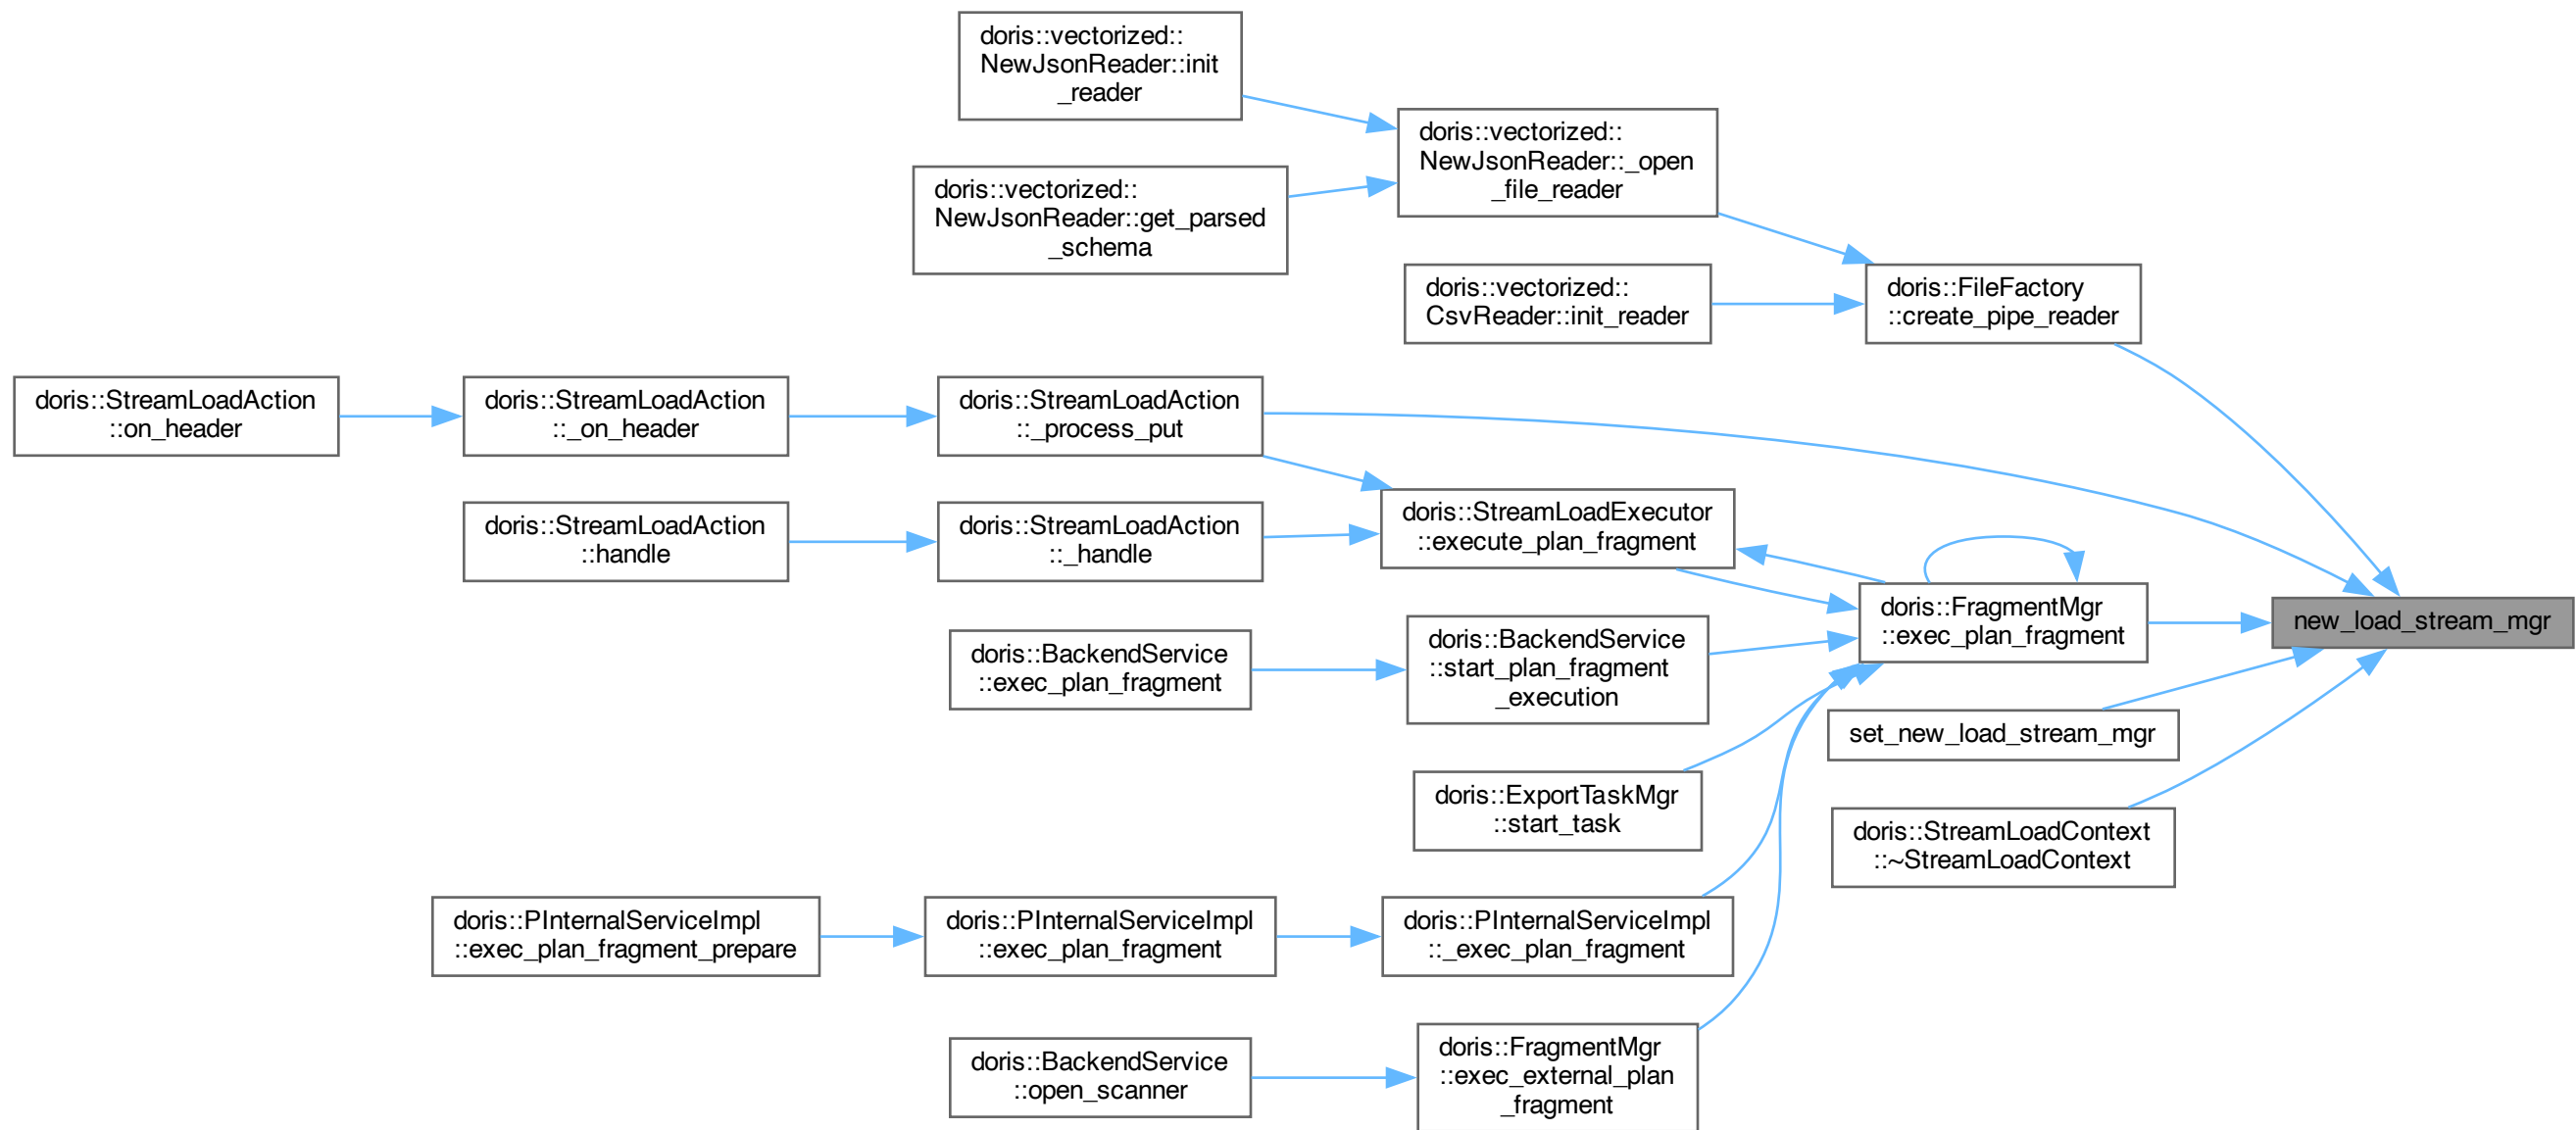 doris::vectorized::
NewJsonReader::init
_reader
doris::vectorized::
NewJsonReader::_open
_file_reader
doris::vectorized::
NewJsonReader::get_parsed
_schema
doris::vectorized::
CsvReader::init_reader
doris::FileFactory
::create_pipe_reader
doris::StreamLoadAction
::on_header
doris::StreamLoadAction
::_on_header
doris::StreamLoadAction
::_process_put
doris::StreamLoadAction
::handle
doris::StreamLoadAction
::_handle
doris::StreamLoadExecutor
::execute_plan_fragment
doris::FragmentMgr
::exec_plan_fragment
new_load_stream_mgr
doris::BackendService
::exec_plan_fragment
doris::BackendService
::start_plan_fragment
_execution
set_new_load_stream_mgr
doris::ExportTaskMgr
::start_task
doris::StreamLoadContext
::~StreamLoadContext
doris::PInternalServiceImpl
::exec_plan_fragment_prepare
doris::PInternalServiceImpl
::exec_plan_fragment
doris::PInternalServiceImpl
::_exec_plan_fragment
doris::BackendService
::open_scanner
doris::FragmentMgr
::exec_external_plan
_fragment